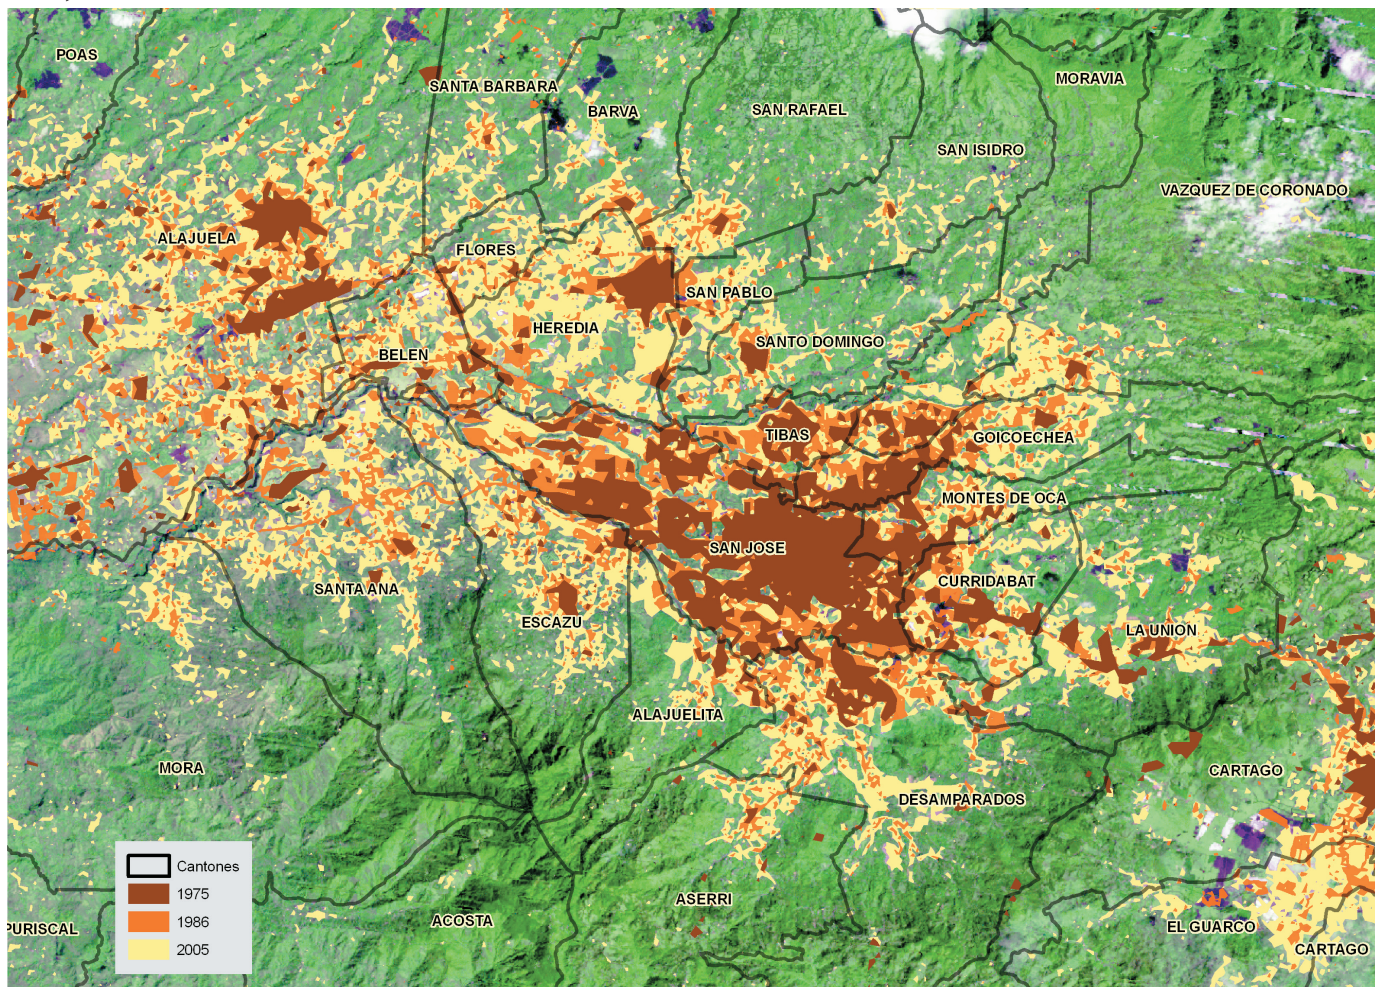 POAS
SANTA BARBARA
BARVA
SAN RAFAEL
MORAVIA
SAN ISIDRO
VAZQUEZ DE CORONADO
ALAJUELA
FLORES
SAN PABLO
HEREDIA
SANTO DOMINGO
BELEN
TIBAS
GOICOECHEA
MONTES DE OCA
SAN JOSE
CURRIDABAT
SANTA ANA
ESCAZU
LA UNION
ALAJUELITA
MORA
CARTAGO
DESAMPARADOS
Cantones
1975
1986
2005
ASERRI
ACOSTA
PURISCAL
EL GUARCO
CARTAGO